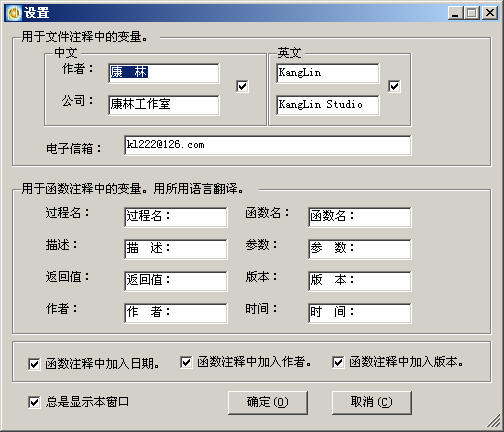 设置
用于文件注释中的变量。
中文
英文
作者： 康　林
KangLin
公司： 康林工作室
KangLin Studio
电子信箱： kl222@126.com
用于函数注释中的变量。用所用语言翻译。
过程名： 过程名： 函数名： 函数名：
描述： 描　述： 参数： 参　数：
返回值： 返回值： 版本： 版　本：
作者： 作　者： 时间： 时　间：
函数注释中加入日期。 函数注释中加入作者。 函数注释中加入版本。
总是显示本窗口 确定(O) 取消(C)